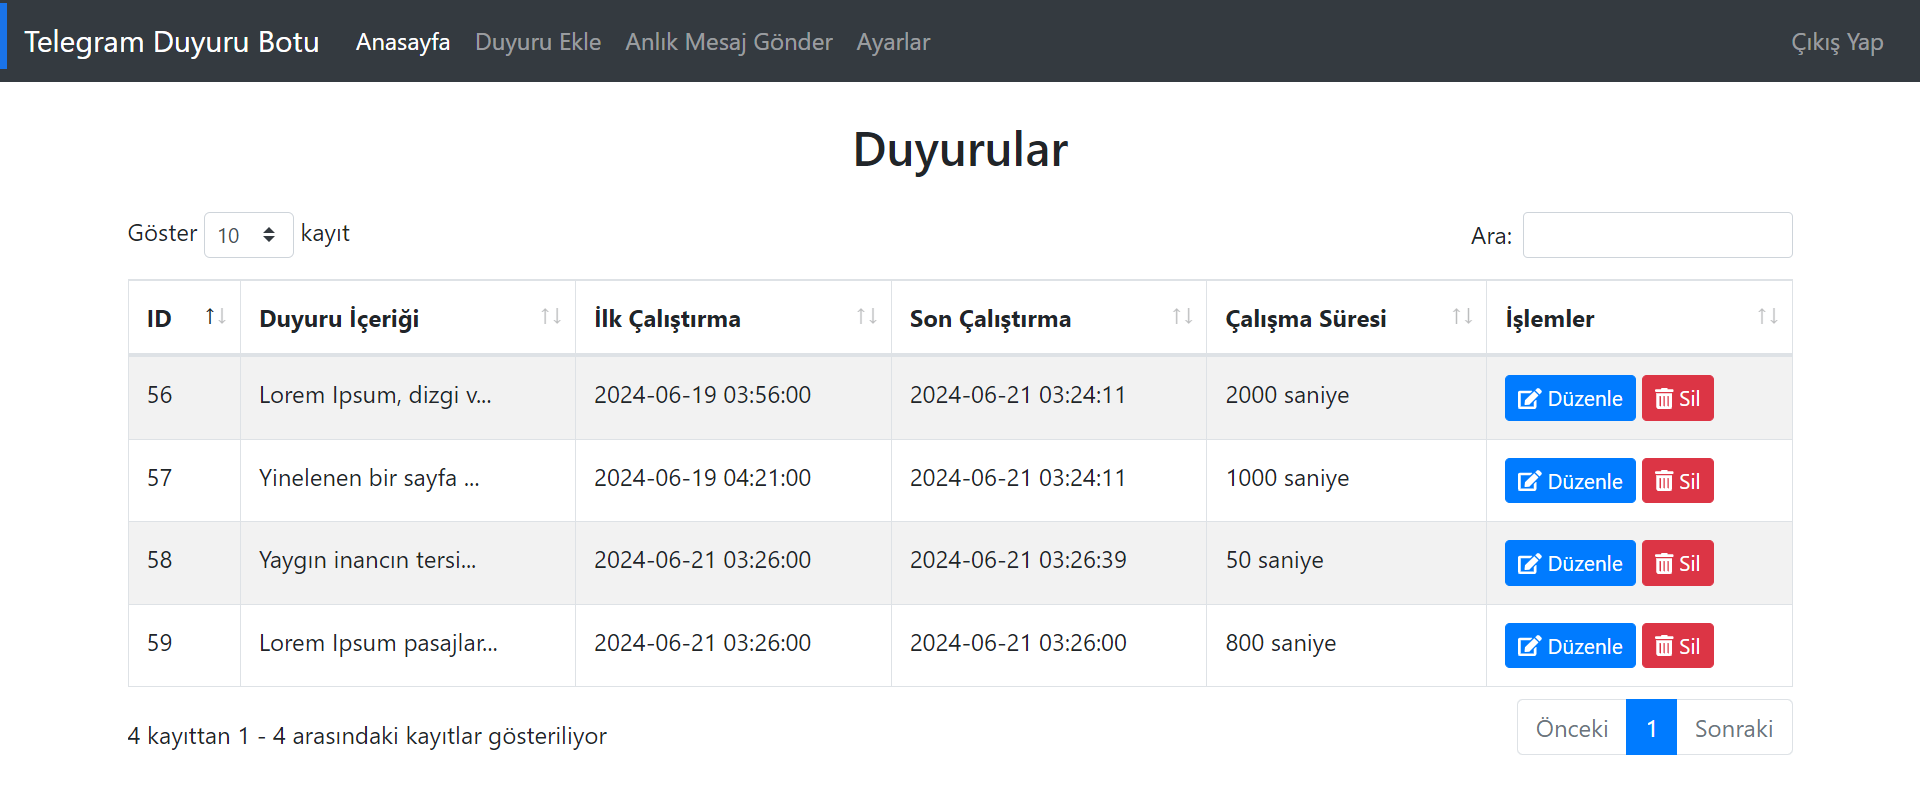 Telegram Duyuru Botu Anasayfa Duyuru Ekle Anlık Mesaj Gönder Ayarlar Çıkış Yap
Duyurular
Göster 10 kayıt Ara:
ID Duyuru İçeriği İlk Çalıştırma Son Çalıştırma Çalışma Süresi İşlemler
56 Lorem Ipsum, dizgi v... 2024-06-19 03:56:00 2024-06-21 03:24:11 2000 saniye Düzenle Sil
57 Yinelenen bir sayfa ... 2024-06-19 04:21:00 2024-06-21 03:24:11 1000 saniye Düzenle Sil
58 Yaygın inancın tersi... 2024-06-21 03:26:00 2024-06-21 03:26:39 50 saniye Düzenle Sil
59 Lorem Ipsum pasajlar... 2024-06-21 03:26:00 2024-06-21 03:26:00 800 saniye Düzenle Sil
4 kayıttan 1 - 4 arasındaki kayıtlar gösteriliyor Önceki 1 Sonraki